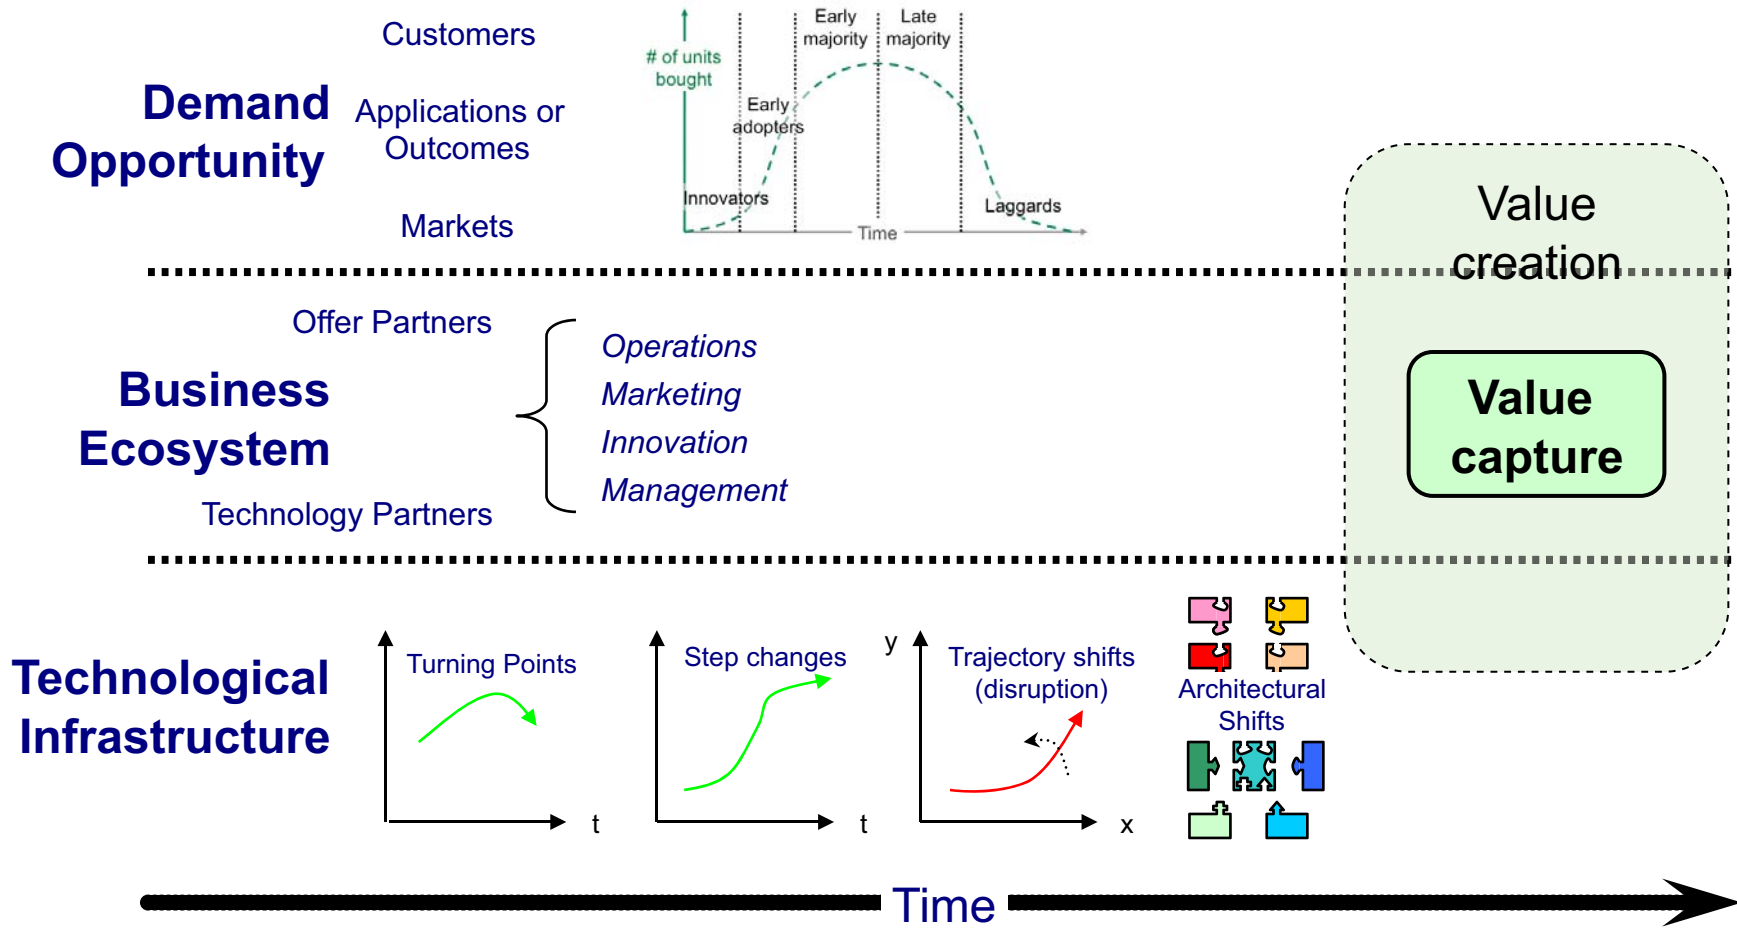 Demand
Opportunity
Customers
Applications or
Outcomes
Markets
# of units
bought
Innovators
Early
adopters
Early
majority
Late
majority
Laggards
Time
Value
creation
Business
Ecosystem
Offer Partners
Technology Partners
Operations
Marketing
Innovation
Management
Value
capture
Technological
Infrastructure
Turning Points
t
Step changes
t
y
Trajectory shifts
(disruption)
x
Architectural
Shifts
Time